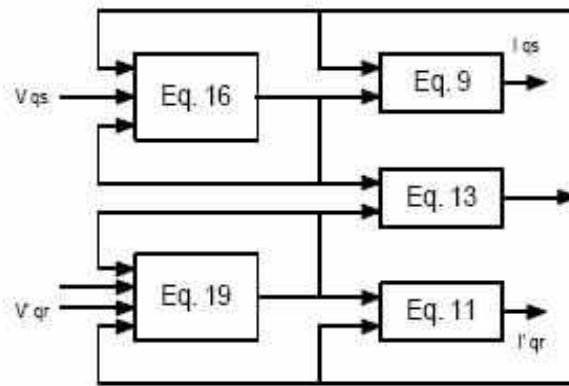 I qs
Eq. 16
Eq. 9
V qs
Eq. 13
Eq. 19
Eq. 11
V' qr
I' qr